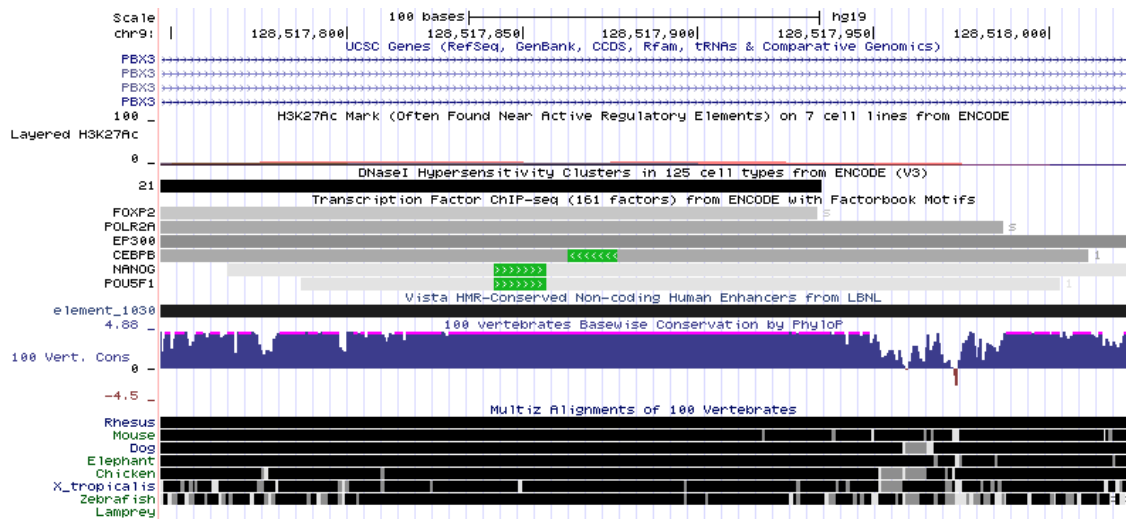 Scale 100 bases hg19
chr9: 128,517,800 128,517,850 128,517,900 128,517,950 128,518,000
UCSC Genes (RefSeq, GenBank, CCDS, Rfam, tRNAs & Comparative Genomics)
PBX3
PBX3
PBX3
PBX3
H3K27Ac Mark (Often Found Near Active Regulatory Elements) on 7 cell lines from ENCODE
100 _
Layered H3K27Ac
0 _
DNaseI Hypersensitivity Clusters in 125 cell types from ENCODE (V3)
21
Transcription Factor ChIP-seq (161 factors) from ENCODE with Factorbook Motifs
FOXP2 s
POLR2A s
EP300
CEBPB 1
NANOG
POU5F1 1
Vista HMR-Conserved Non-coding Human Enhancers from LBNL
element_1030
100 vertebrates Basewise Conservation by PhyloP
4.88 _
100 Vert. Cons
0 _
-4.5 _
Multiz Alignments of 100 Vertebrates
Rhesus
Mouse
Dog
Elephant
Chicken
X_tropicalis
Zebrafish
Lamprey